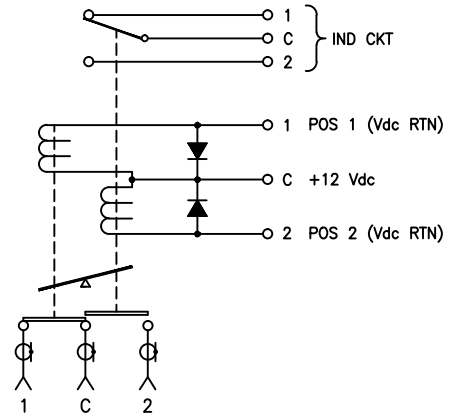 1
C IND CKT
2
1 POS 1 (Vdc RTN)
C +12 Vdc
2 POS 2 (Vdc RTN)
1 C 2